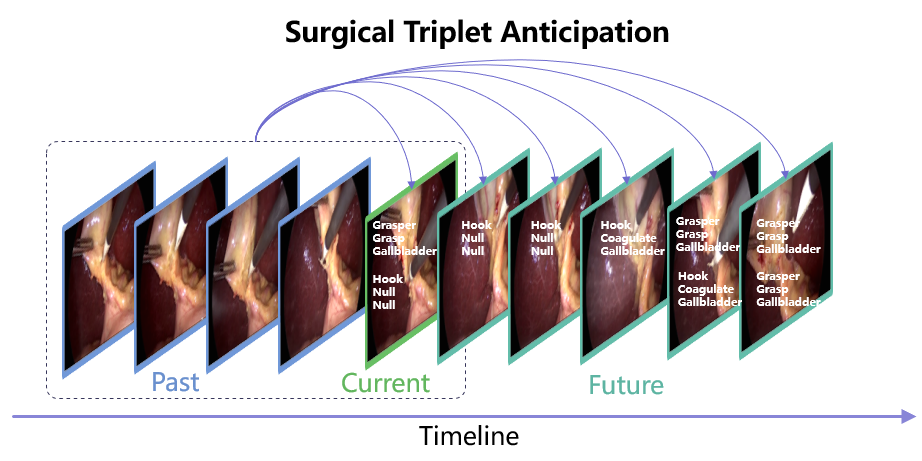 Surgical Triplet Anticipation
Grasper
Grasp
Gallbladder
Hook
Null
Null
Hook
Null
Null
Hook
Null
Null
Hook
Coagulate
Gallbladder
Grasper
Grasp
Gallbladder
Hook
Coagulate
Gallbladder
Grasper
Grasp
Gallbladder
Grasper
Grasp
Gallbladder
Past
Current
Future
Timeline